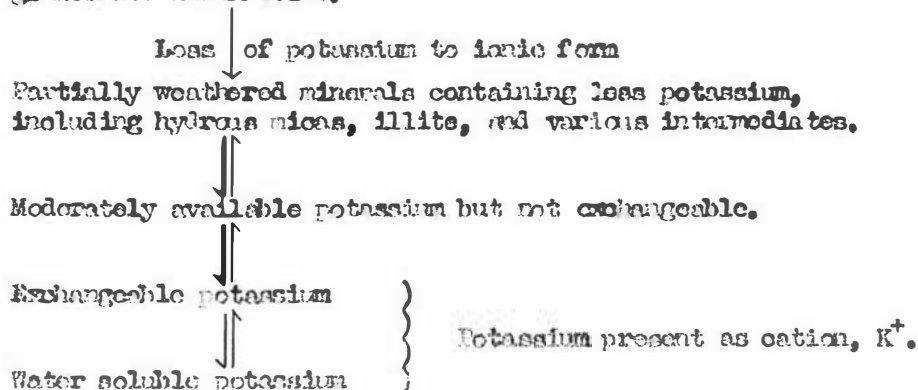 Loss of potassium to ionic form
Partially weathered minerals containing less potassium,
including hydrous micas, illite, and various intermediates.
Moderately available potassium but not exchangeable.
Exchangeable potassium
Potassium present as cation, K⁺.
Water soluble potassium